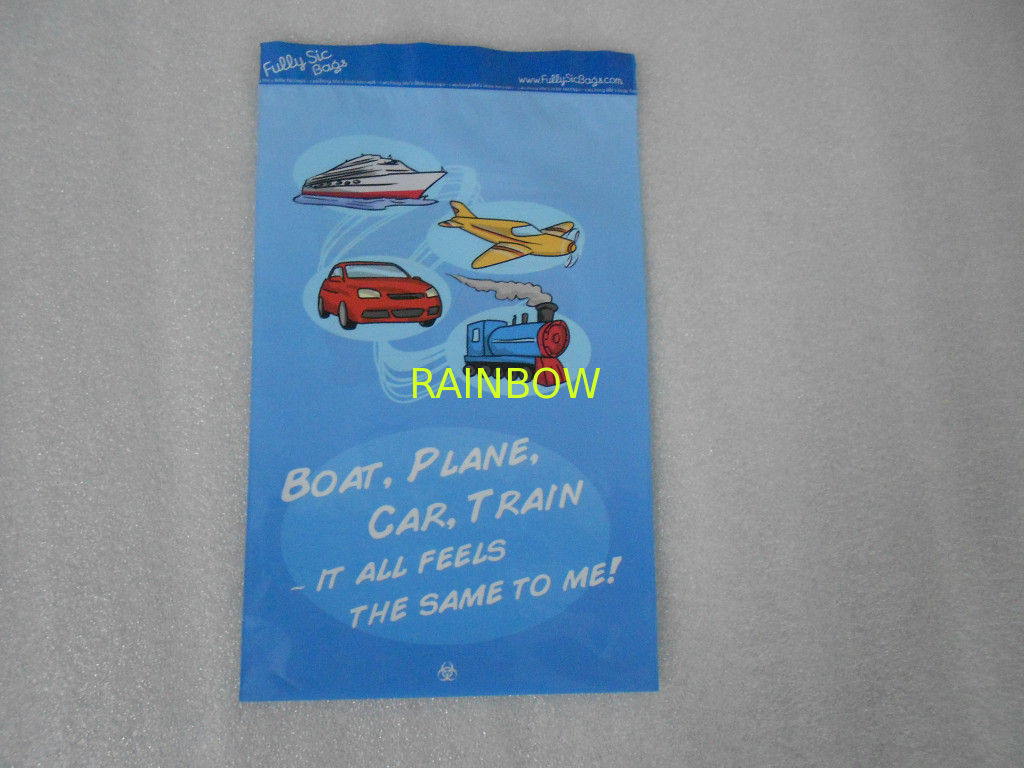 Fully Sic
Bags
www.FullySicBags.com
RAINBOW
BOAT, PLANE,
CAR, TRAIN
~ IT ALL FEELS
THE SAME TO ME!